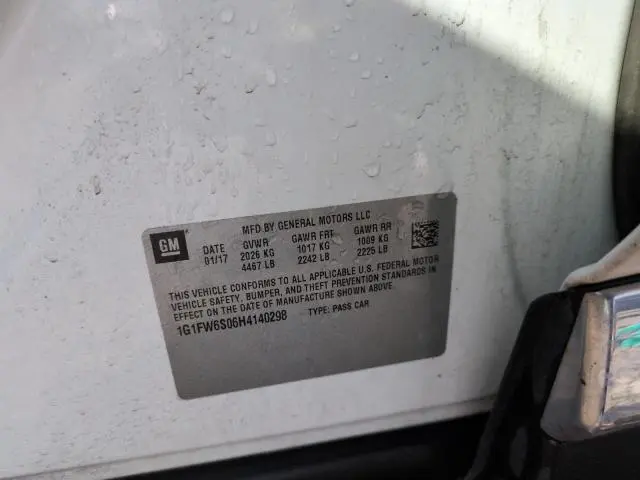 MFD BY GENERAL MOTORS LLC
GM
DATE GVWR GAWR FRT GAWR RR
01/17 2026 KG 1017 KG 1009 KG
4467 LB 2242 LB 2225 LB
THIS VEHICLE CONFORMS TO ALL APPLICABLE U.S. FEDERAL MOTOR
VEHICLE SAFETY, BUMPER, AND THEFT PREVENTION STANDARDS IN
EFFECT ON THE DATE OF MANUFACTURE SHOWN ABOVE.
1G1FW6S06H4140298 TYPE: PASS CAR